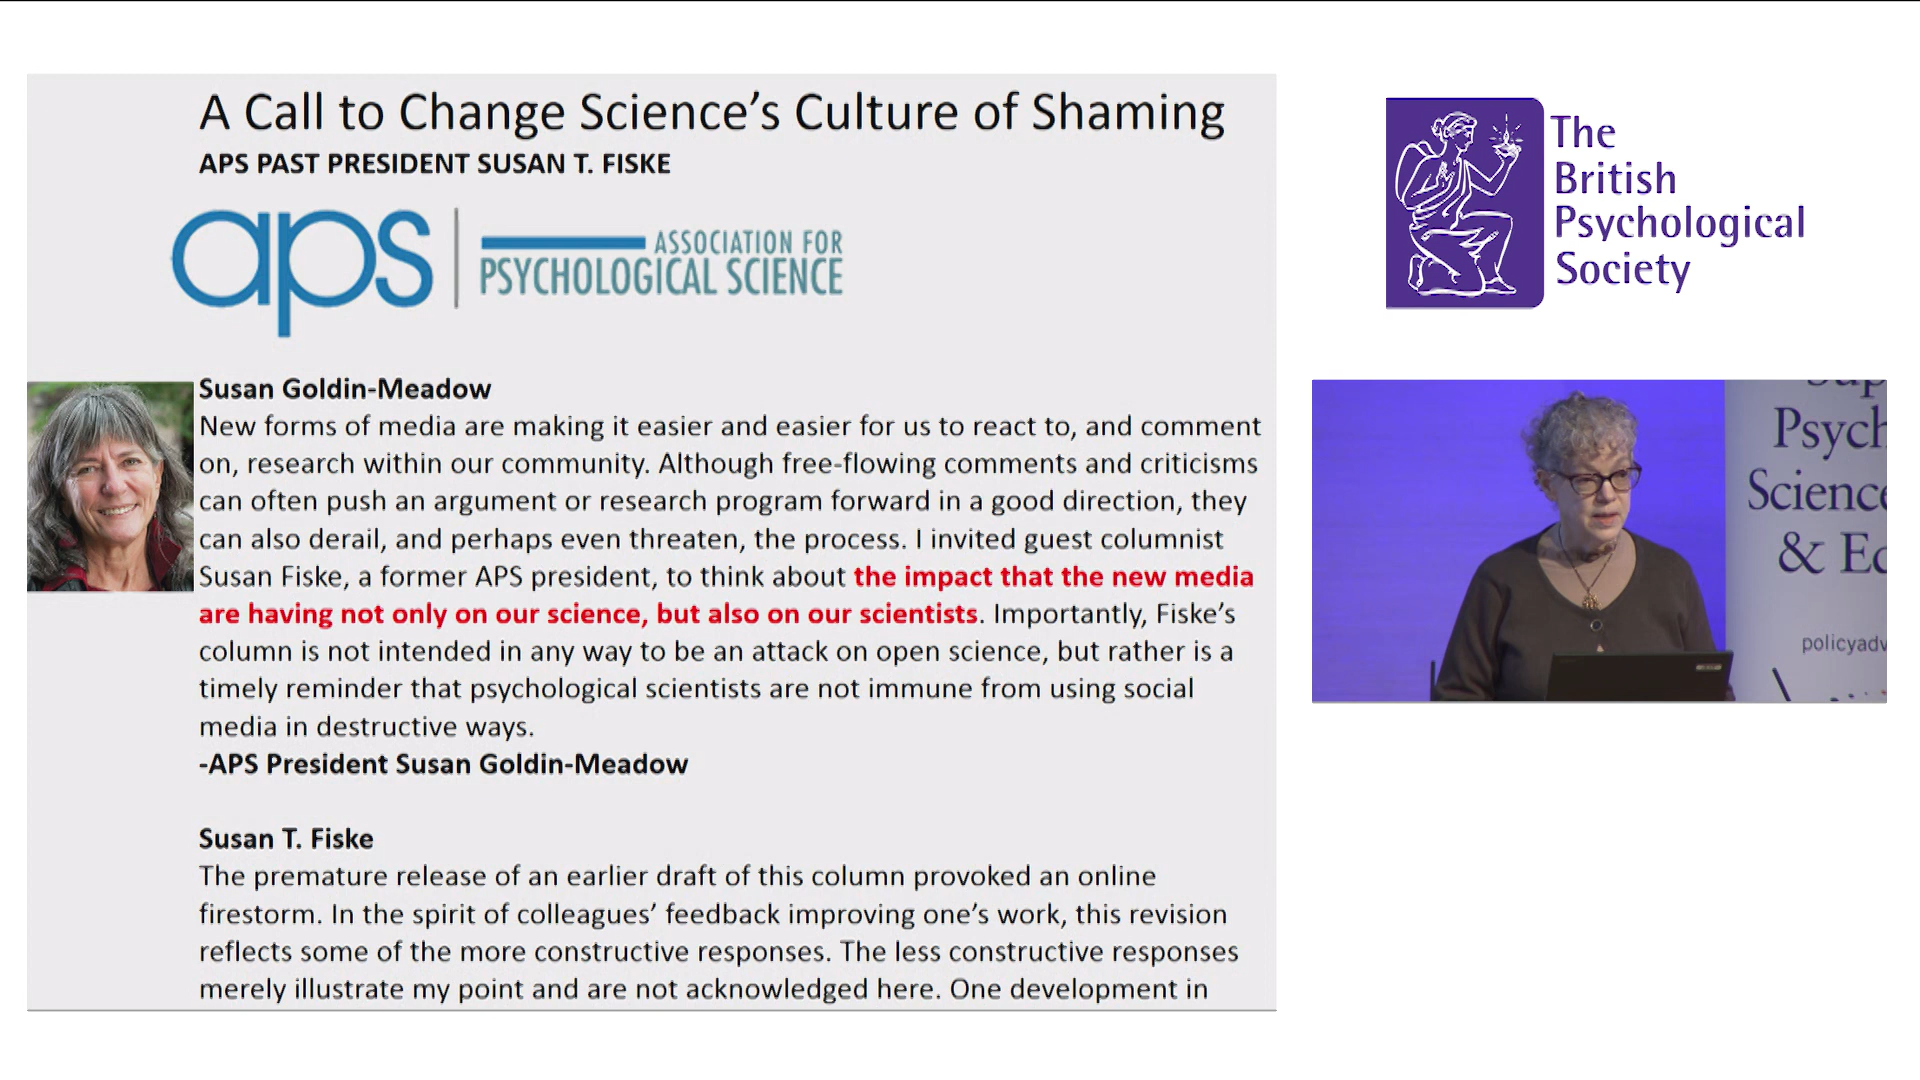 A Call to Change Science's Culture of Shaming
APS PAST PRESIDENT SUSAN T. FISKE
aps
ASSOCIATION FOR
PSYCHOLOGICAL SCIENCE
Susan Goldin-Meadow
New forms of media are making it easier and easier for us to react to, and comment
on, research within our community. Although free-flowing comments and criticisms
can often push an argument or research program forward in a good direction, they
can also derail, and perhaps even threaten, the process. I invited guest columnist
Susan Fiske, a former APS president, to think about the impact that the new media
are having not only on our science, but also on our scientists. Importantly, Fiske's
column is not intended in any way to be an attack on open science, but rather is a
timely reminder that psychological scientists are not immune from using social
media in destructive ways.
-APS President Susan Goldin-Meadow
Susan T. Fiske
The premature release of an earlier draft of this column provoked an online
firestorm. In the spirit of colleagues' feedback improving one's work, this revision
reflects some of the more constructive responses. The less constructive responses
merely illustrate my point and are not acknowledged here. One development in
The
British
Psychological
Society
Psych
Science
& Ec
policyadv